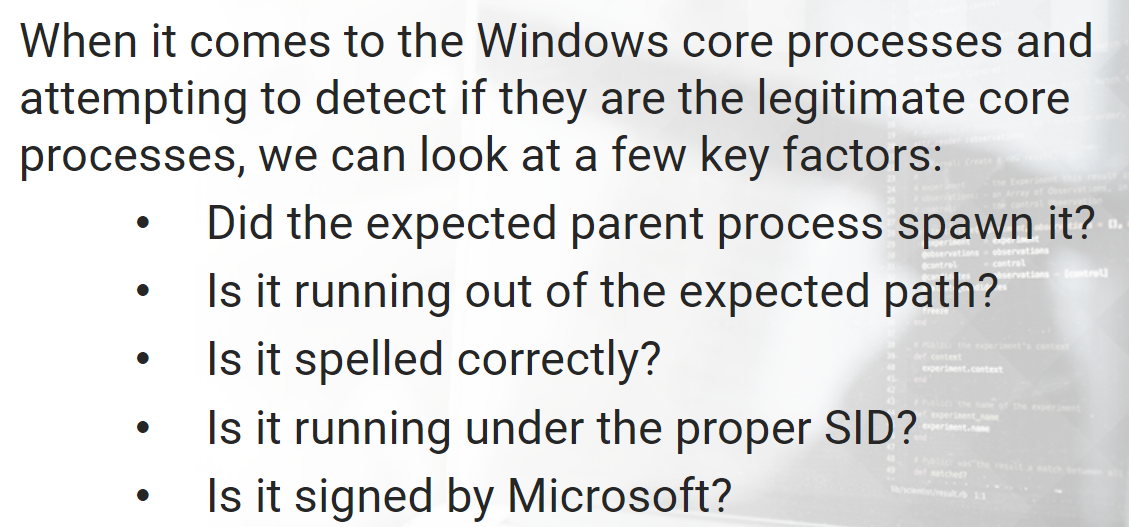 When it comes to the Windows core processes and
attempting to detect if they are the legitimate core
processes, we can look at a few key factors:
• Did the expected parent process spawn it?
• Is it running out of the expected path?
• Is it spelled correctly?
• Is it running under the proper SID?
• Is it signed by Microsoft?